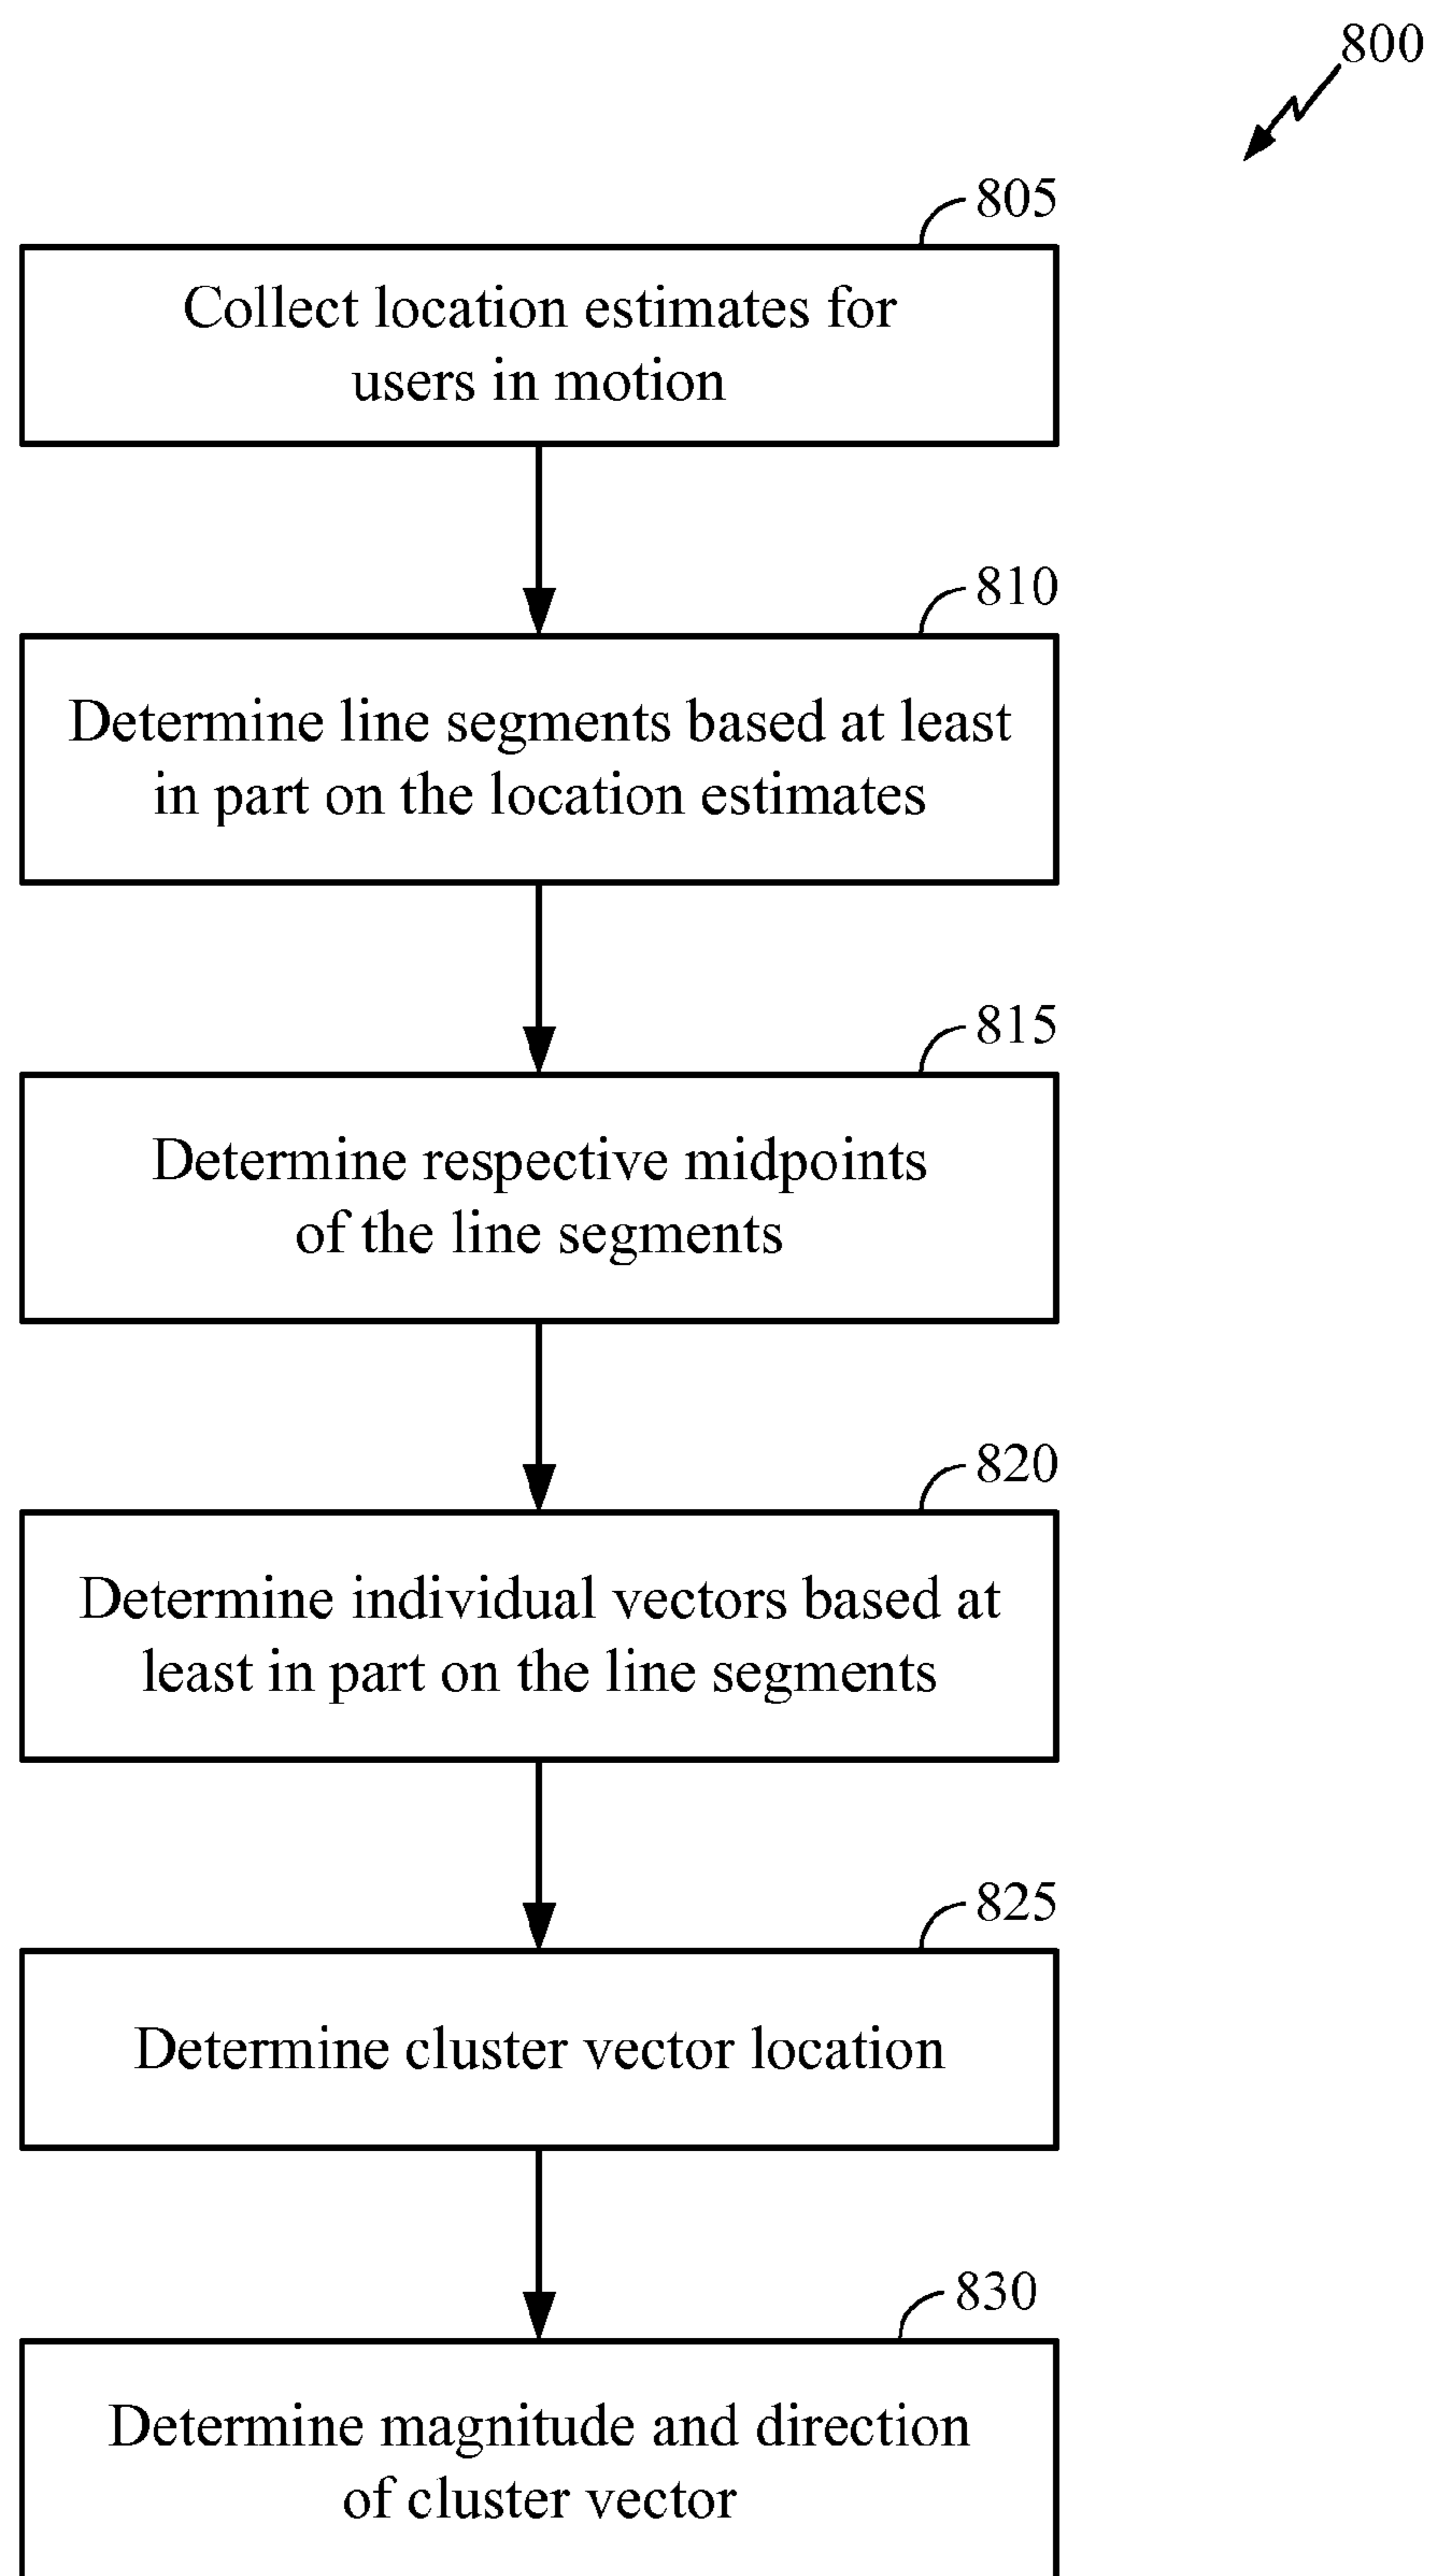 800
805
Collect location estimates for
users in motion
810
Determine line segments based at least
in part on the location estimates
815
Determine respective midpoints
of the line segments
820
Determine individual vectors based at
least in part on the line segments
825
Determine cluster vector location
830
Determine magnitude and direction
of cluster vector